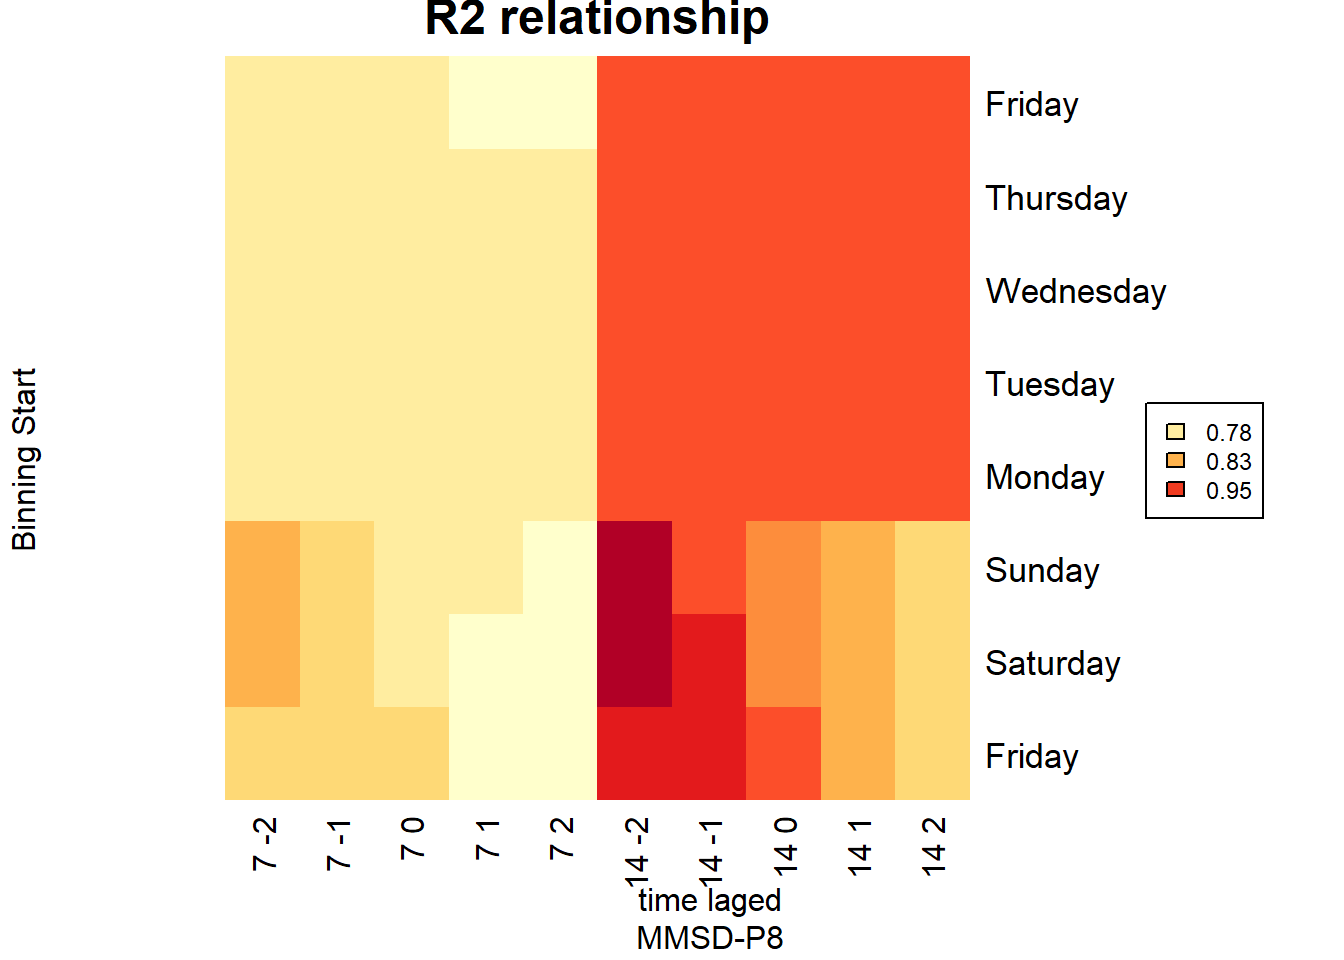 R2 relationship
Friday
Thursday
Wednesday
Tuesday
Monday
Sunday
Saturday
Friday
Binning Start
0.78
0.83
0.95
7 -2
7 -1
7 0
7 1
7 2
14 -2
14 -1
14 0
14 1
14 2
time laged
MMSD-P8